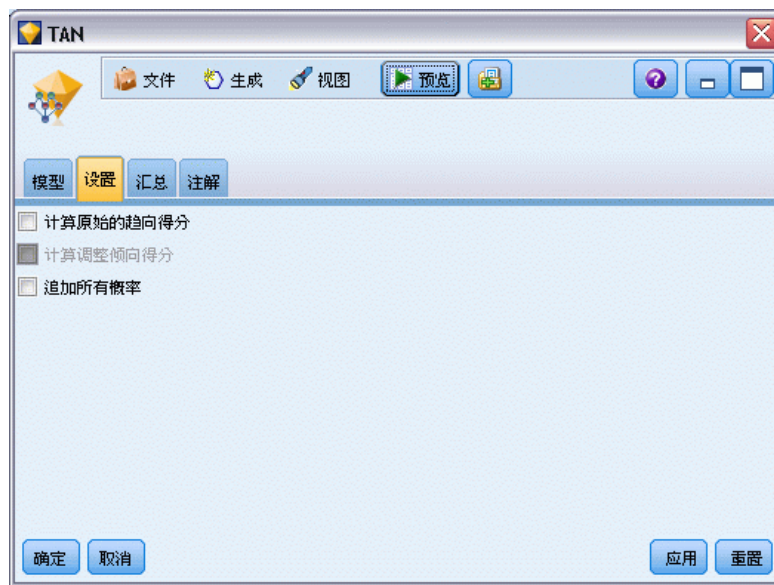 TAN
文件 生成 视图 预览
模型 设置 汇总 注解
计算原始的趋向得分
计算调整倾向得分
追加所有概率
确定 取消 应用 重置